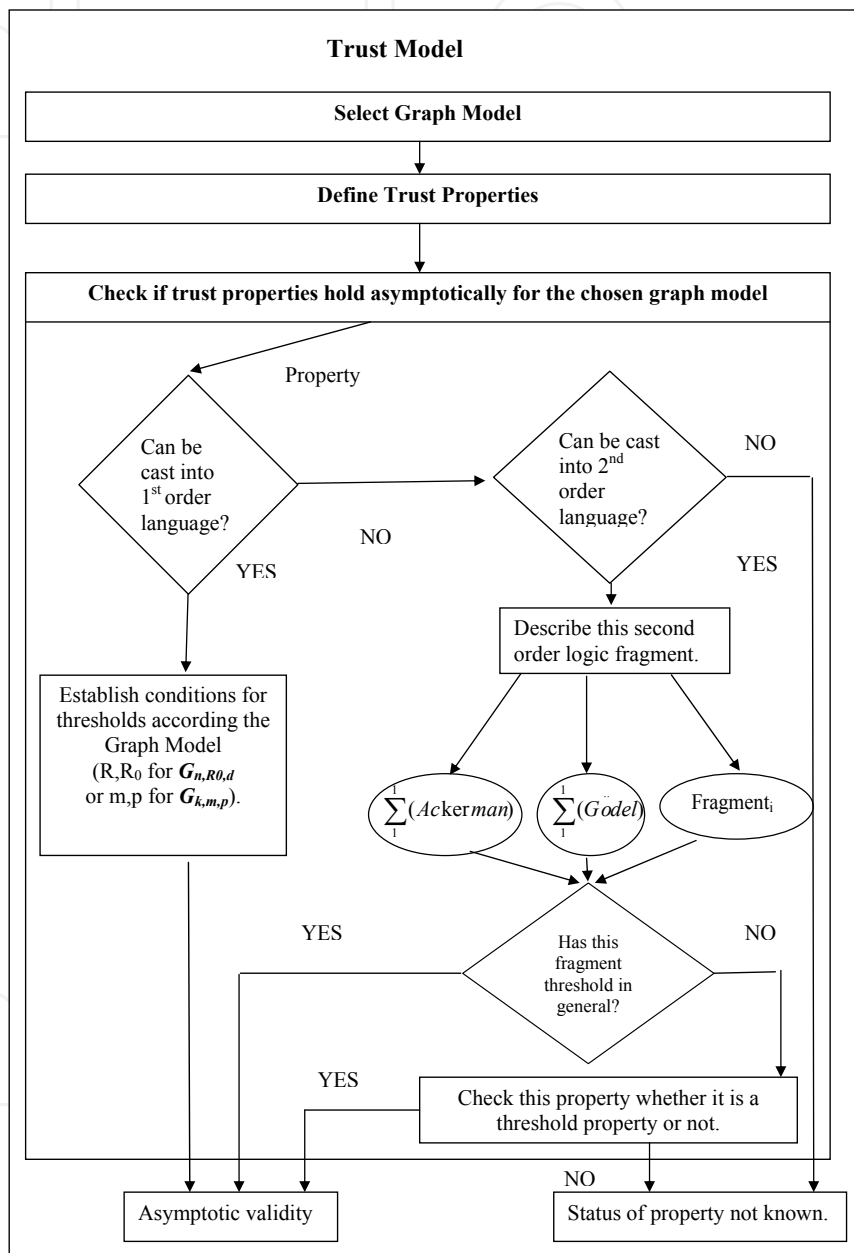 Trust Model
Select Graph Model
Define Trust Properties
Check if trust properties hold asymptotically for the chosen graph model
Property
Can be
cast into
1st order
language?
NO
YES
Can be cast
into 2nd
order
language?
NO
YES
Establish conditions for
thresholds according the
Graph Model
(R,R0 for Gn,R0,d
or m,p for Gk,m,p).
Describe this second
order logic fragment.
∑¹₁(Ackerman)
∑¹₁(Gödel)
Fragmenti
YES
Has this
fragment
threshold in
general?
NO
YES
Check this property whether it is a
threshold property or not.
NO
Asymptotic validity
Status of property not known.